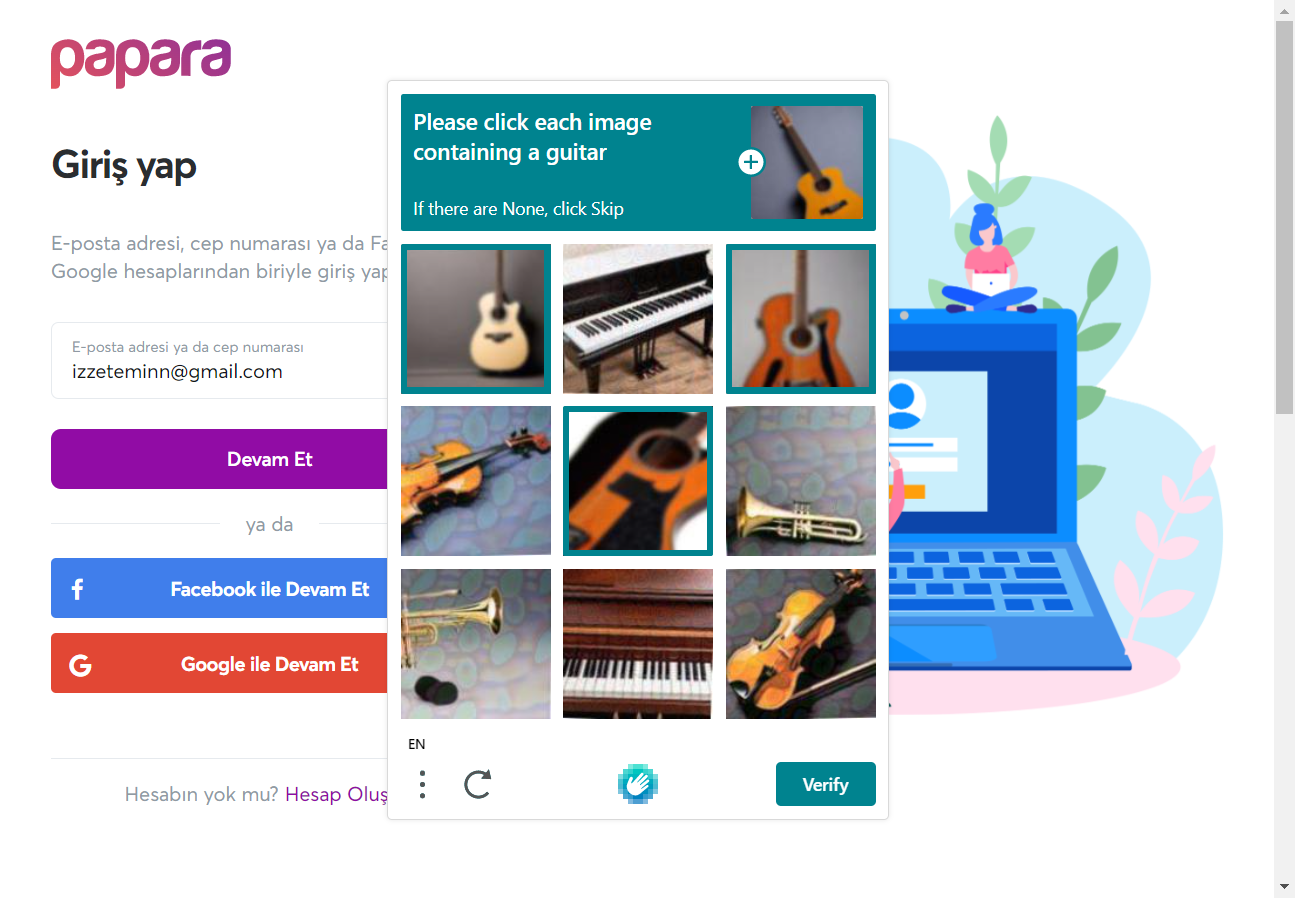 papara
Giriş yap
E-posta adresi, cep numarası ya da Fa
Google hesaplarından biriyle giriş yap
E-posta adresi ya da cep numarası
izzeteminn@gmail.com
Devam Et
ya da
Facebook ile Devam Et
Google ile Devam Et
Hesabın yok mu? Hesap Oluş
Please click each image
containing a guitar
If there are None, click Skip
EN
Verify